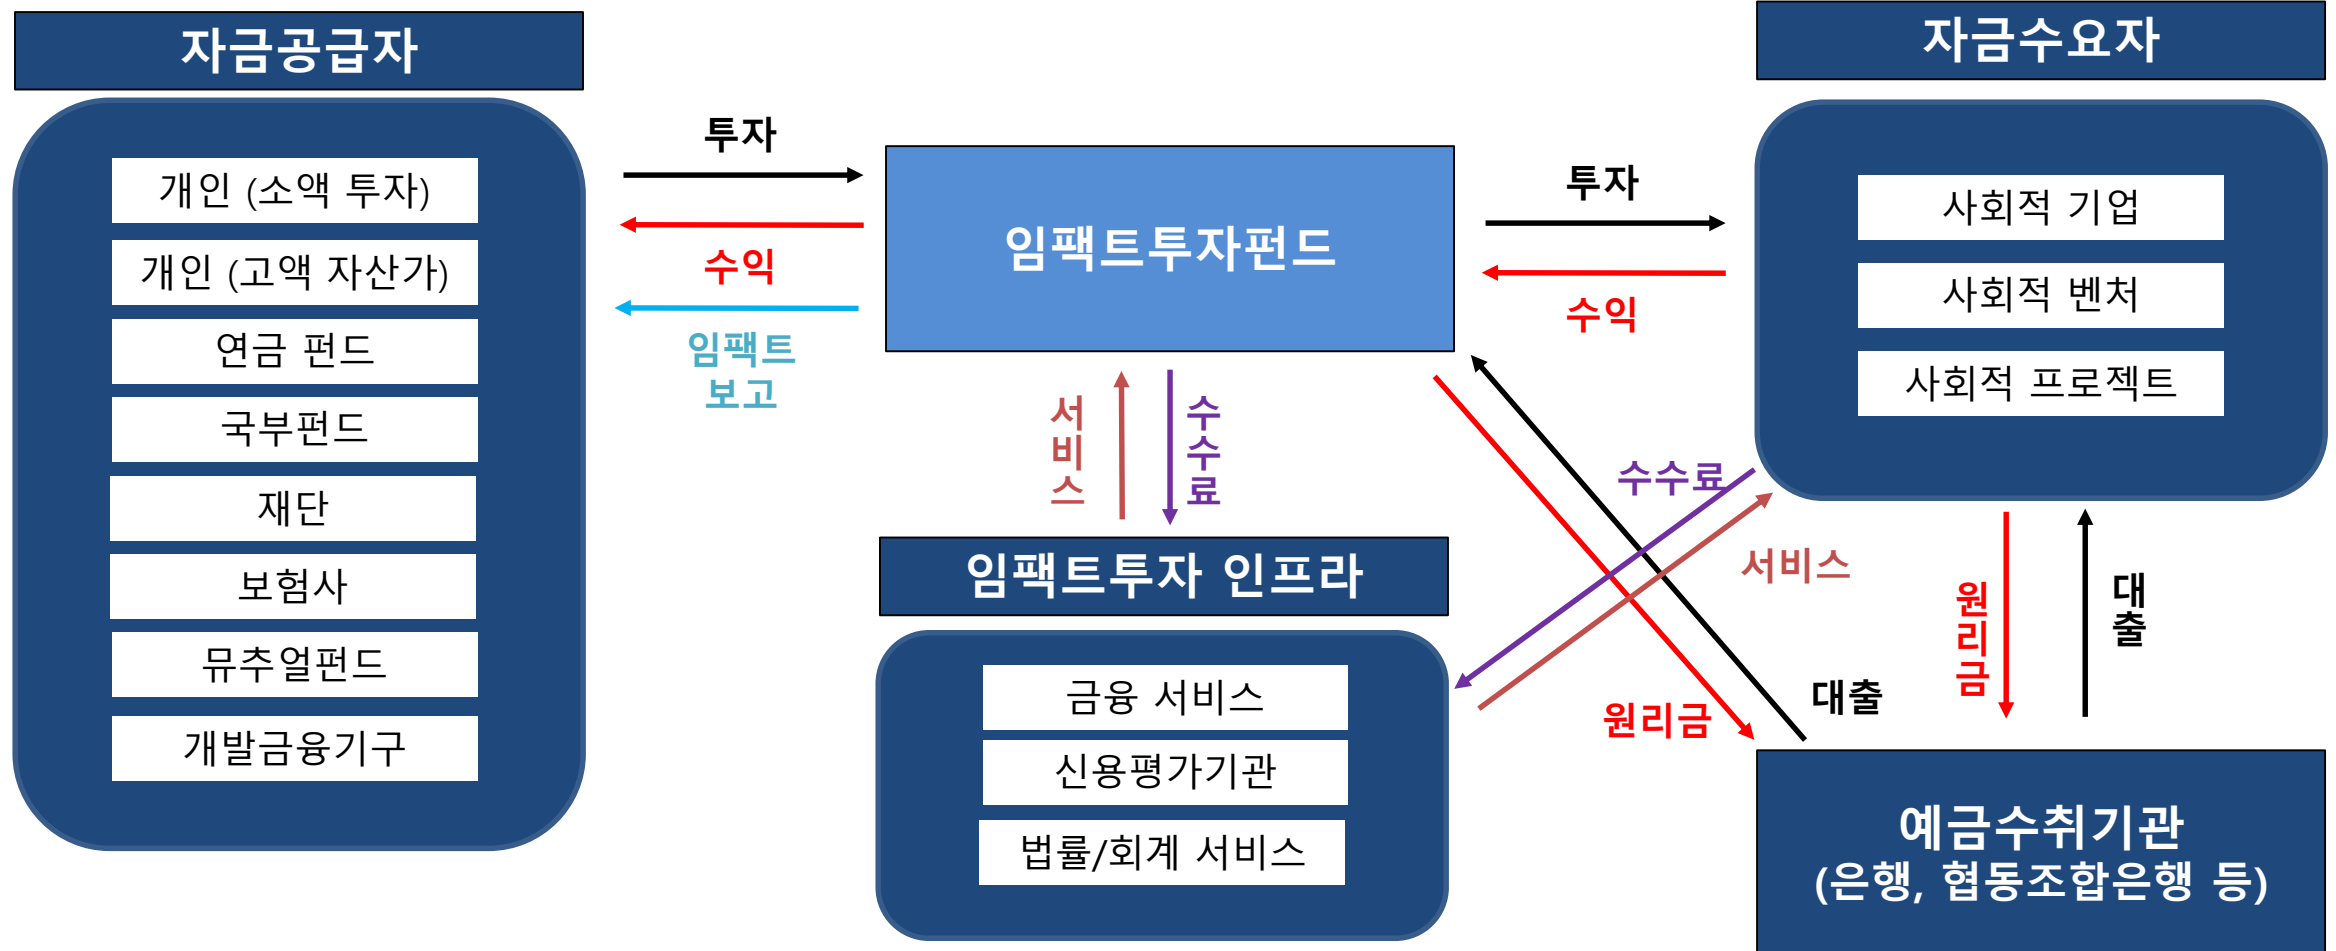 자금공급자
개인 (소액 투자)
개인 (고액 자산가)
연금 펀드
국부펀드
재단
보험사
뮤추얼펀드
개발금융기구
투자
수익
임팩트
보고
임팩트투자펀드
서비스
수수료
임팩트투자 인프라
금융 서비스
신용평가기관
법률/회계 서비스
투자
수익
수수료
서비스
원리금
대출
자금수요자
사회적 기업
사회적 벤처
사회적 프로젝트
원리금
대출
예금수취기관
(은행, 협동조합은행 등)